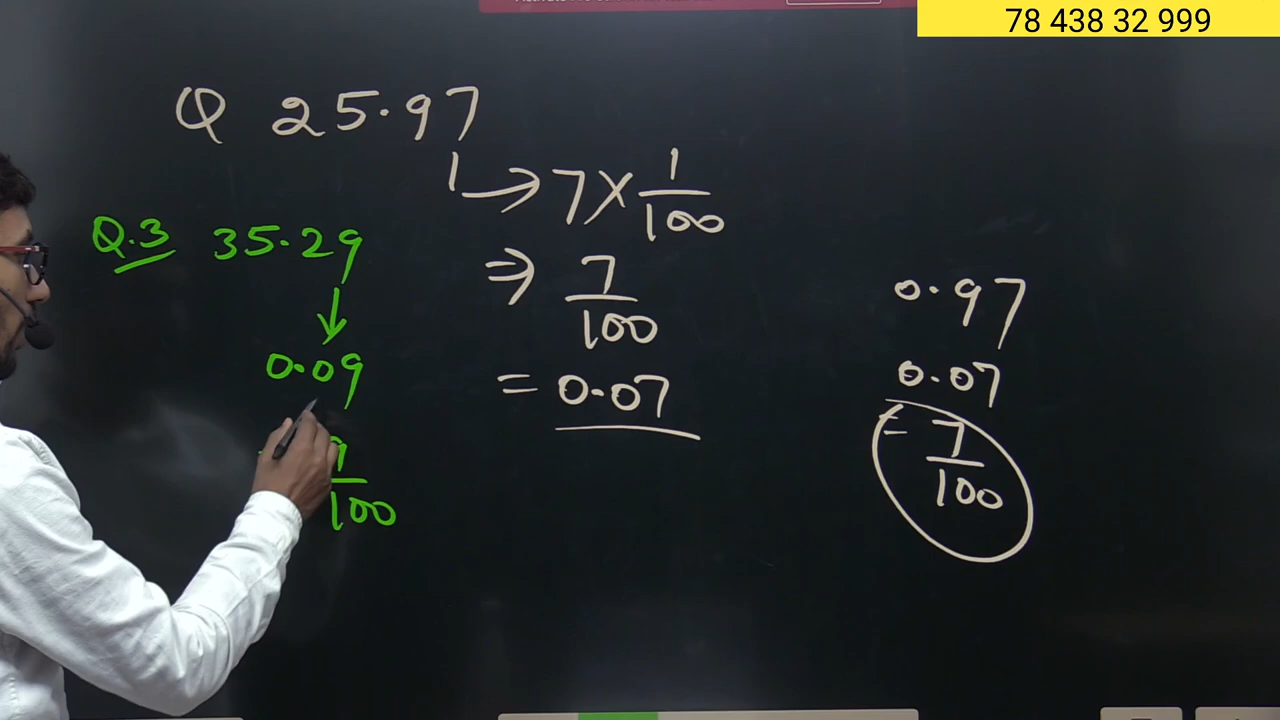 78 438 32 999
Q 25.97
→ 7 × 1/100
⇒ 7/100
= 0.07
Q.3 35.29
↓
0.09
9/100
0.97
0.07
= 7/100